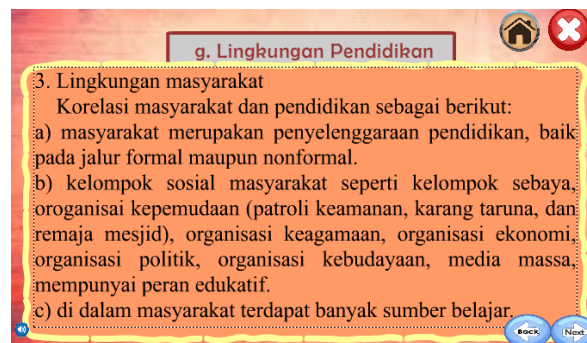 g. Lingkungan Pendidikan
3. Lingkungan masyarakat
Korelasi masyarakat dan pendidikan sebagai berikut:
a) masyarakat merupakan penyelenggaraan pendidikan, baik
pada jalur formal maupun nonformal.
b) kelompok sosial masyarakat seperti kelompok sebaya,
oroganisai kepemudaan (patroli keamanan, karang taruna, dan
remaja mesjid), organisasi keagamaan, organisasi ekonomi,
organisasi politik, organisasi kebudayaan, media massa,
mempunyai peran edukatif.
c) di dalam masyarakat terdapat banyak sumber belajar.
Back
Next